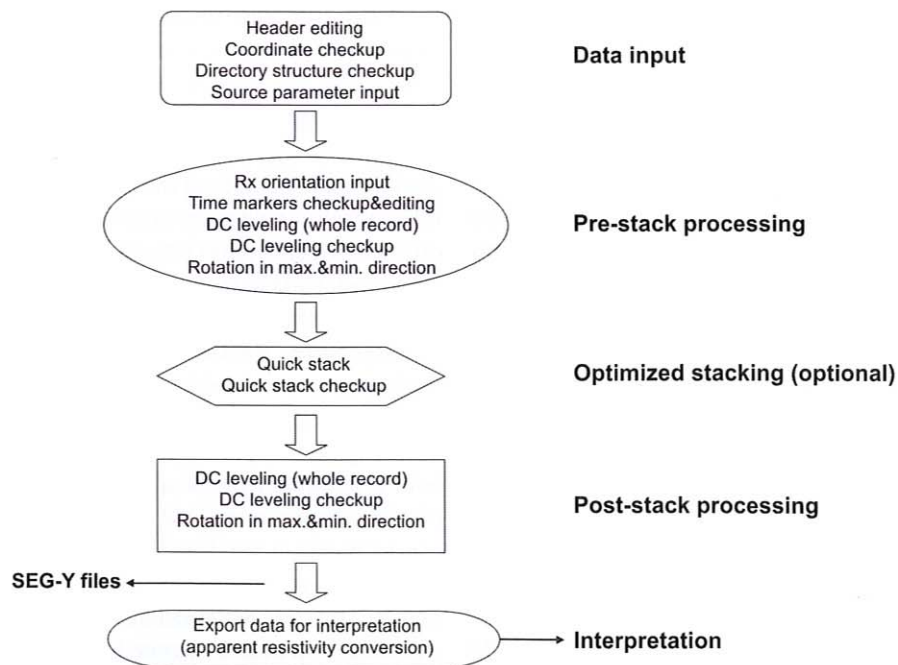 Header editing
Coordinate checkup
Directory structure checkup
Source parameter input
Data input
Rx orientation input
Time markers checkup&editing
DC leveling (whole record)
DC leveling checkup
Rotation in max.&min. direction
Pre-stack processing
Quick stack
Quick stack checkup
Optimized stacking (optional)
DC leveling (whole record)
DC leveling checkup
Rotation in max.&min. direction
Post-stack processing
SEG-Y files
Export data for interpretation
(apparent resistivity conversion)
Interpretation